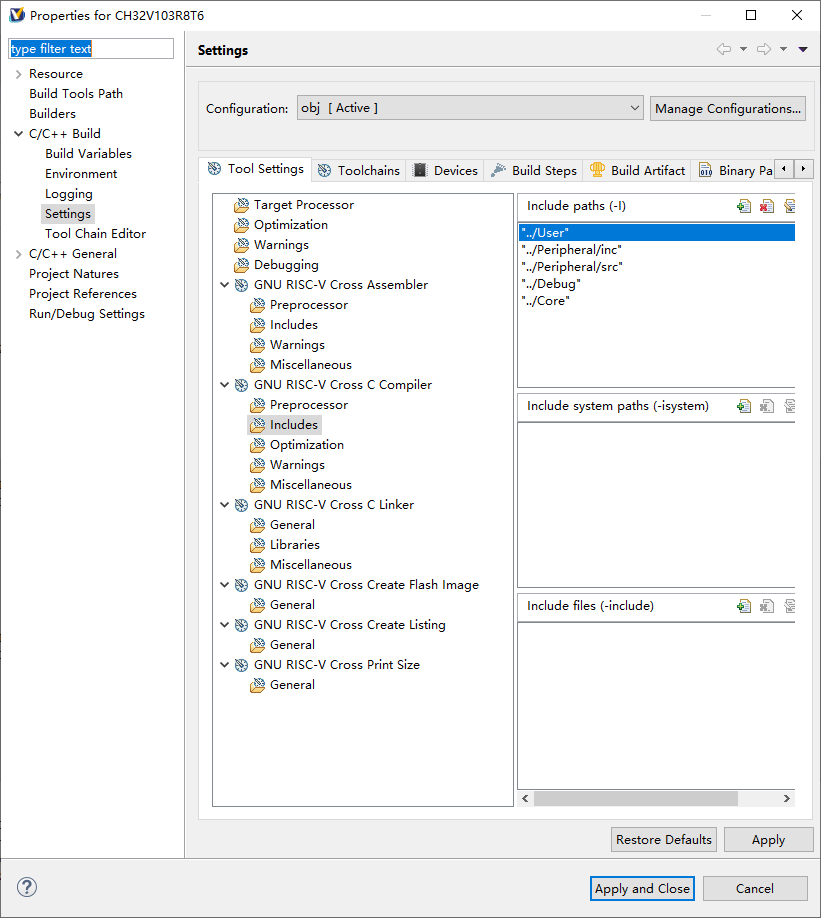 Properties for CH32V103R8T6
type filter text
Resource
Build Tools Path
Builders
C/C++ Build
Build Variables
Environment
Logging
Settings
Tool Chain Editor
C/C++ General
Project Natures
Project References
Run/Debug Settings
Settings
Configuration:
obj [ Active ]
Manage Configurations...
Tool Settings
Toolchains
Devices
Build Steps
Build Artifact
Binary Pa
Target Processor
Optimization
Warnings
Debugging
GNU RISC-V Cross Assembler
Preprocessor
Includes
Warnings
Miscellaneous
GNU RISC-V Cross C Compiler
Preprocessor
Includes
Optimization
Warnings
Miscellaneous
GNU RISC-V Cross C Linker
General
Libraries
Miscellaneous
GNU RISC-V Cross Create Flash Image
General
GNU RISC-V Cross Create Listing
General
GNU RISC-V Cross Print Size
General
Include paths (-I)
"../User"
"../Peripheral/inc"
"../Peripheral/src"
"../Debug"
"../Core"
Include system paths (-isystem)
Include files (-include)
Restore Defaults
Apply
Apply and Close
Cancel